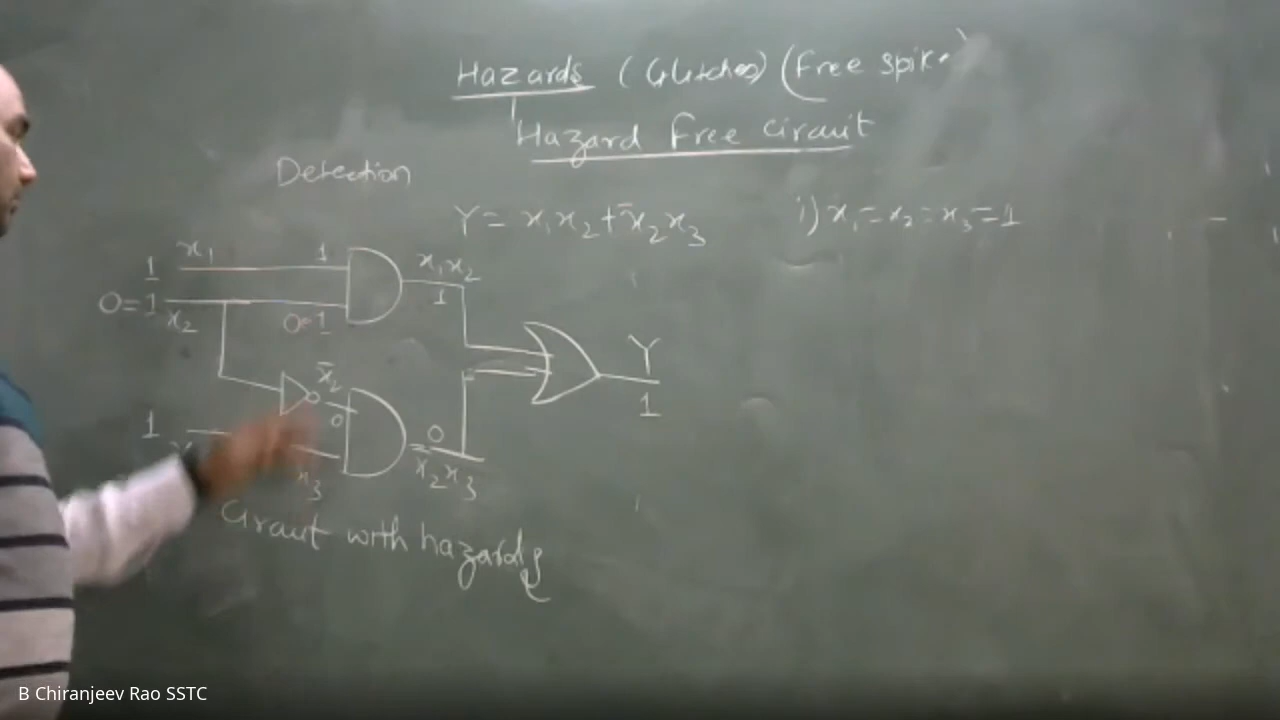 Hazards (Glitches) (Free spike)
Hazard free circuit
Detection
Y = x₁x₂ + x̄₂x₃
i) x₁ = x₂ = x₃ = 1
x₁
1
1
x₁x₂
1
0=1
x₂
0=1
x̄₂
0
Y
1
1
0
x̄₂x₃
x₃
Circuit with hazards
B Chiranjeev Rao SSTC